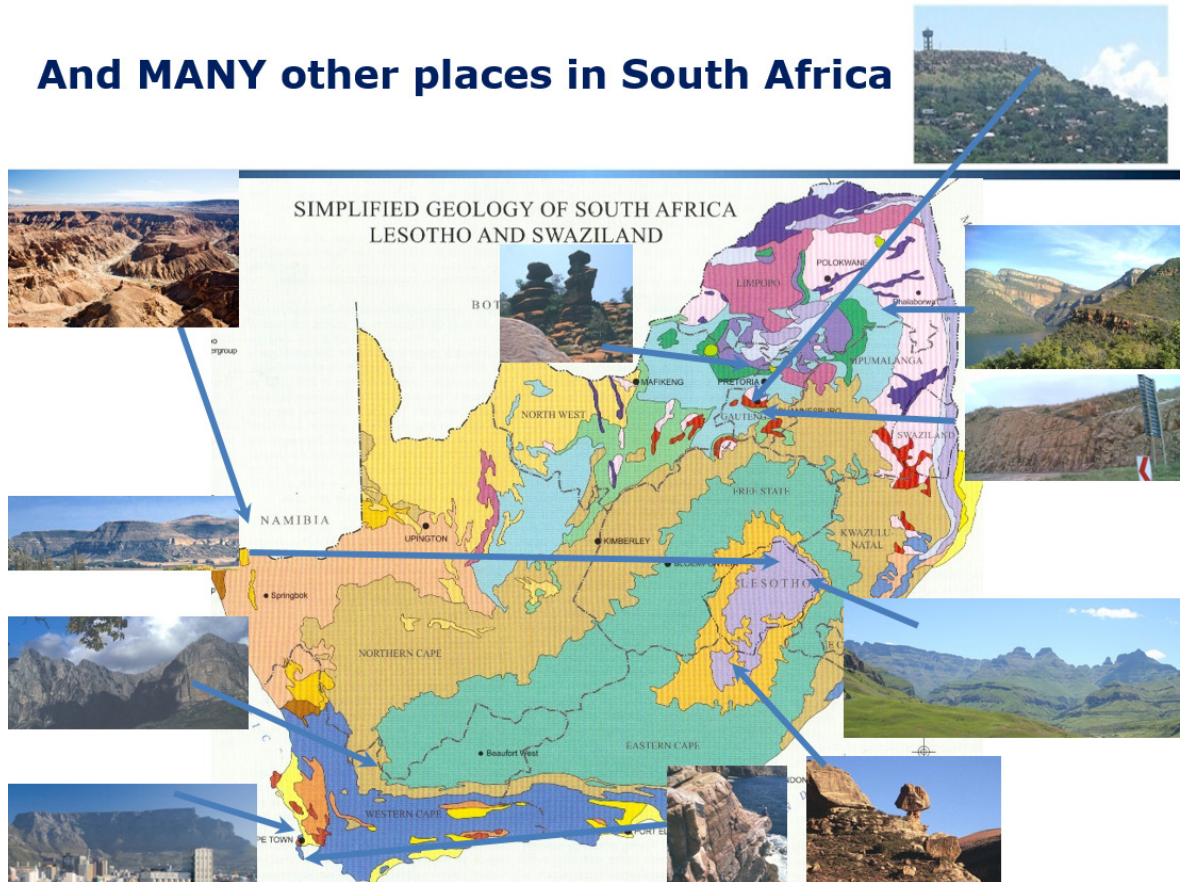 And MANY other places in South Africa
SIMPLIFIED GEOLOGY OF SOUTH AFRICA
LESOTHO AND SWAZILAND
BOT
POLOKWANE
LIMPOPO
Phalaborwa
MPUMALANGA
MAFIKENG
PRETORIA
NORTH WEST
GAUTENG
SWAZILAND
FREE STATE
NAMIBIA
UPINGTON
KIMBERLEY
KWAZULU-
NATAL
LESOTHO
Springbok
NORTHERN CAPE
EASTERN CAPE
Beaufort West
WESTERN CAPE
PE TOWN
PORT EL